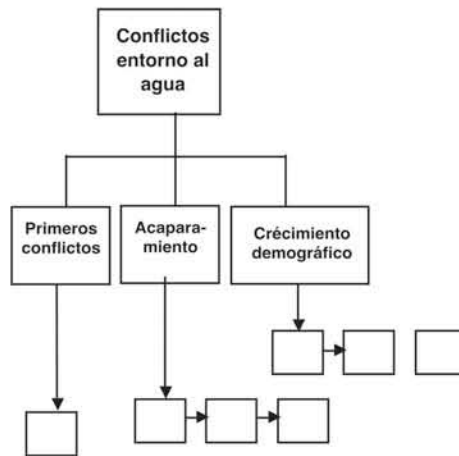 Conflictos
entorno al
agua
Primeros
conflictos
Acapara-
miento
Crécimiento
demográfico